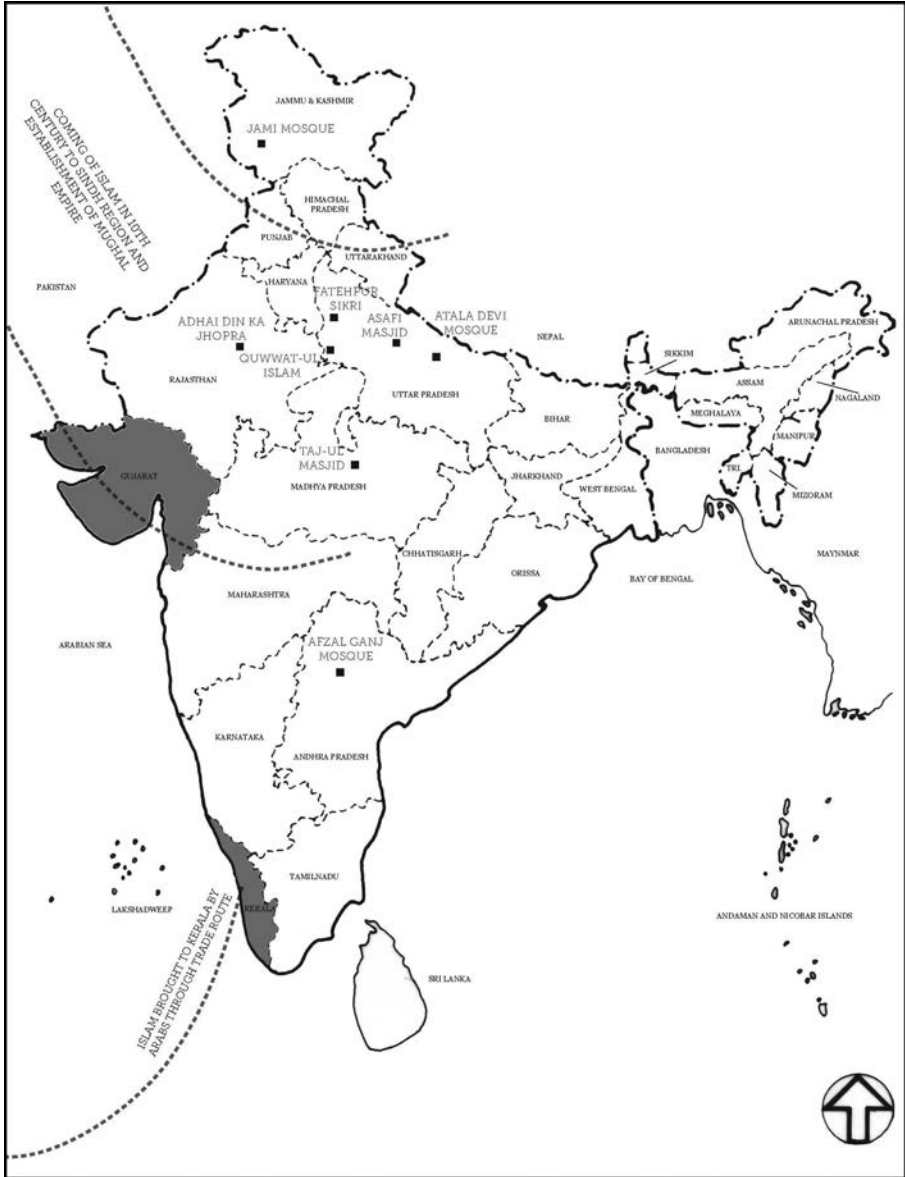 JAMMU & KASHMIR
JAMI MOSQUE
COMING OF ISLAM IN 10TH
CENTURY TO SINDH REGION AND
ESTABLISHMENT OF MUGHAL
EMPIRE
HIMACHAL
PRADESH
PUNJAB
UTTARAKHAND
HARYANA
PAKISTAN
FATEHPUR
SIKRI
ADHAI DIN KA
JHOPRA
ASAFI
MASJID
ATALA DEVI
MOSQUE
NEPAL
ARUNACHAL PRADESH
QUWWAT-UL
ISLAM
SIKKIM
RAJASTHAN
ASSAM
NAGALAND
UTTAR PRADESH
MEGHALAYA
BIHAR
MANIPUR
TAJ-UL
MASJID
BANGLADESH
GUJARAT
JHARKHAND
TRI.
MADHYA PRADESH
WEST BENGAL
MIZORAM
CHHATISGARH
MAYNMAR
ORISSA
BAY OF BENGAL
MAHARASHTRA
ARABIAN SEA
AFZAL GANJ
MOSQUE
KARNATAKA
ANDHRA PRADESH
TAMILNADU
LAKSHADWEEP
KERALA
ANDAMAN AND NICOBAR ISLANDS
ISLAM BROUGHT TO KERALA BY
ARABS THROUGH TRADE ROUTE
SRI LANKA